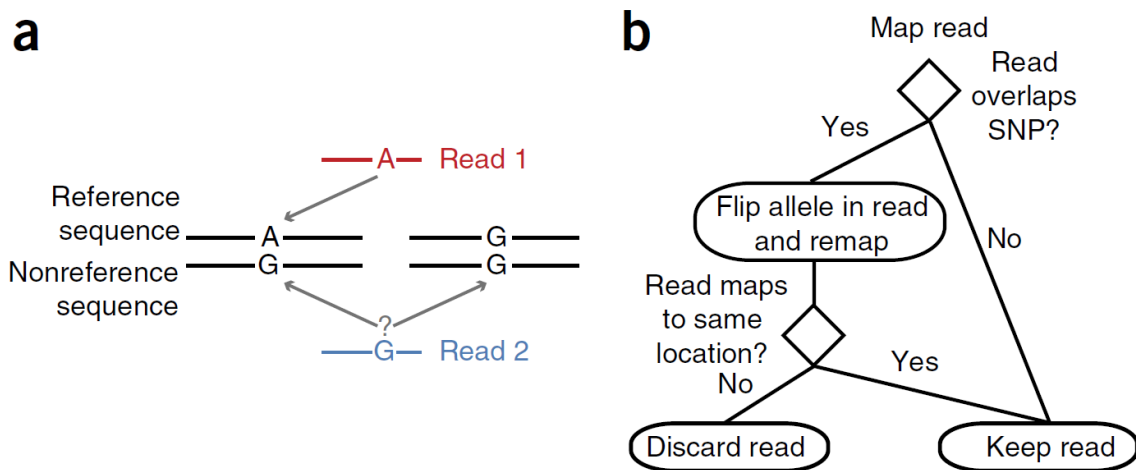 a
A Read 1
Reference
sequence
A G
Nonreference
sequence
G G
?
G Read 2
b
Map read
Read
overlaps
SNP?
Yes
Flip allele in read
and remap
No
Read maps
to same
location?
No
Yes
Discard read
Keep read